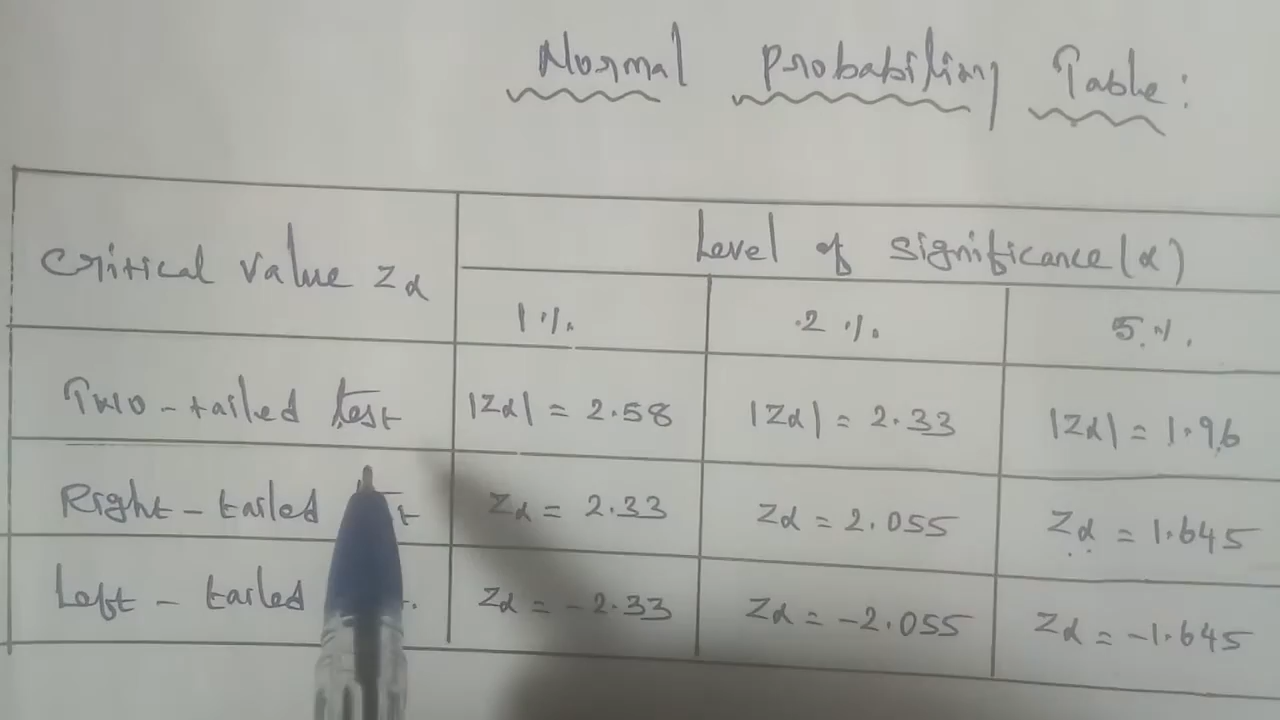 Normal Probability Table:
Critical value Zα
Level of Significance (α)
1% 2% 5%
Two-tailed test |Zα| = 2.58 |Zα| = 2.33 |Zα| = 1.96
Right-tailed Zα = 2.33 Zα = 2.055 Zα = 1.645
Left-tailed Zα = -2.33 Zα = -2.055 Zα = -1.645